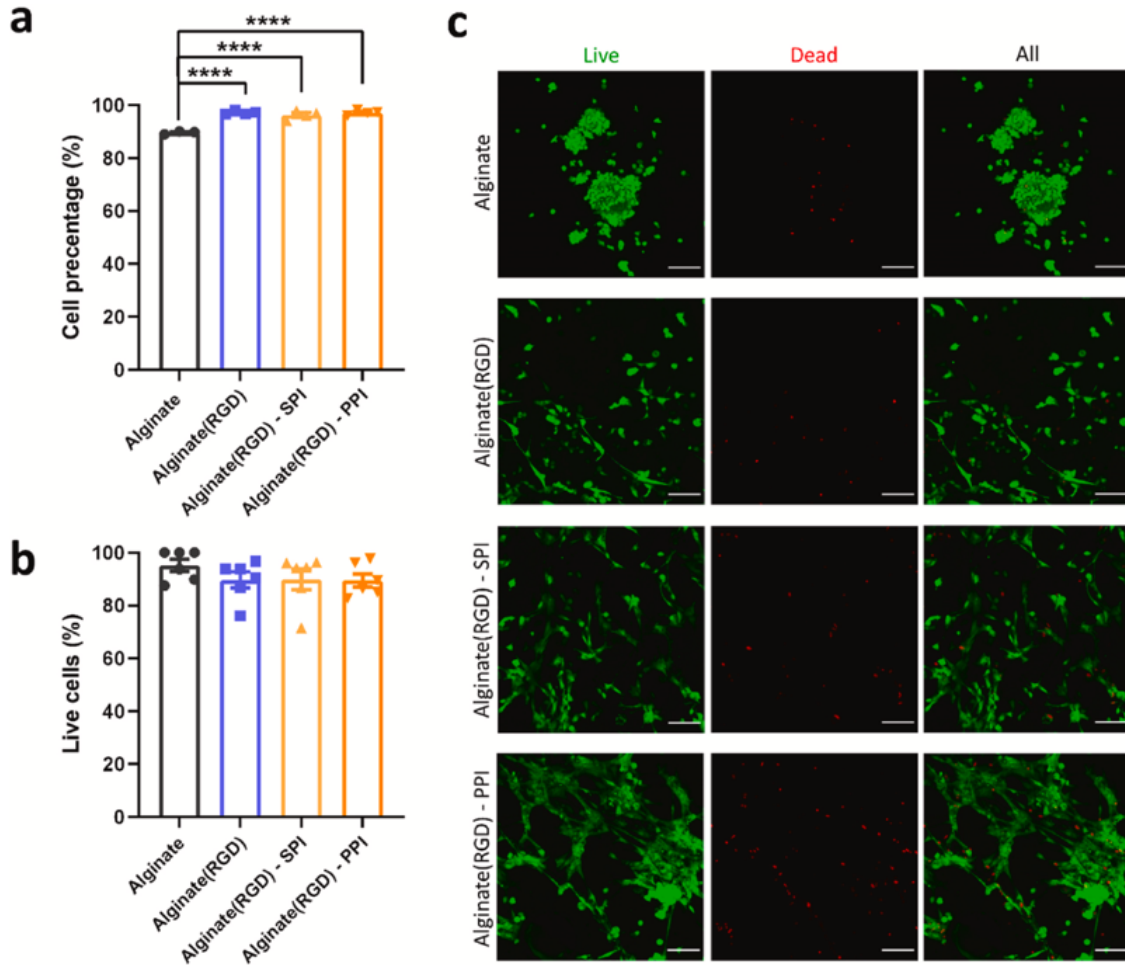 a
****
****
****
Cell precentage (%)
100
80
60
40
20
0
Alginate
Alginate(RGD)
Alginate(RGD) - SPI
Alginate(RGD) - PPI
b
Live cells (%)
100
80
60
40
20
0
Alginate
Alginate(RGD)
Alginate(RGD) - SPI
Alginate(RGD) - PPI
c
Live Dead All
Alginate
Alginate(RGD)
Alginate(RGD) - SPI
Alginate(RGD) - PPI